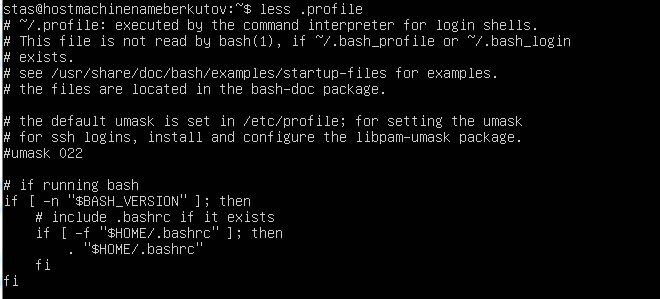 stas@hostmachinenameberkutov:~$ less .profile
# ~/.profile: executed by the command interpreter for login shells.
# This file is not read by bash(1), if ~/.bash_profile or ~/.bash_login
# exists.
# see /usr/share/doc/bash/examples/startup-files for examples.
# the files are located in the bash-doc package.

# the default umask is set in /etc/profile; for setting the umask
# for ssh logins, install and configure the libpam-umask package.
#umask 022

# if running bash
if [ -n "$BASH_VERSION" ]; then
    # include .bashrc if it exists
    if [ -f "$HOME/.bashrc" ]; then
        . "$HOME/.bashrc"
    fi
fi